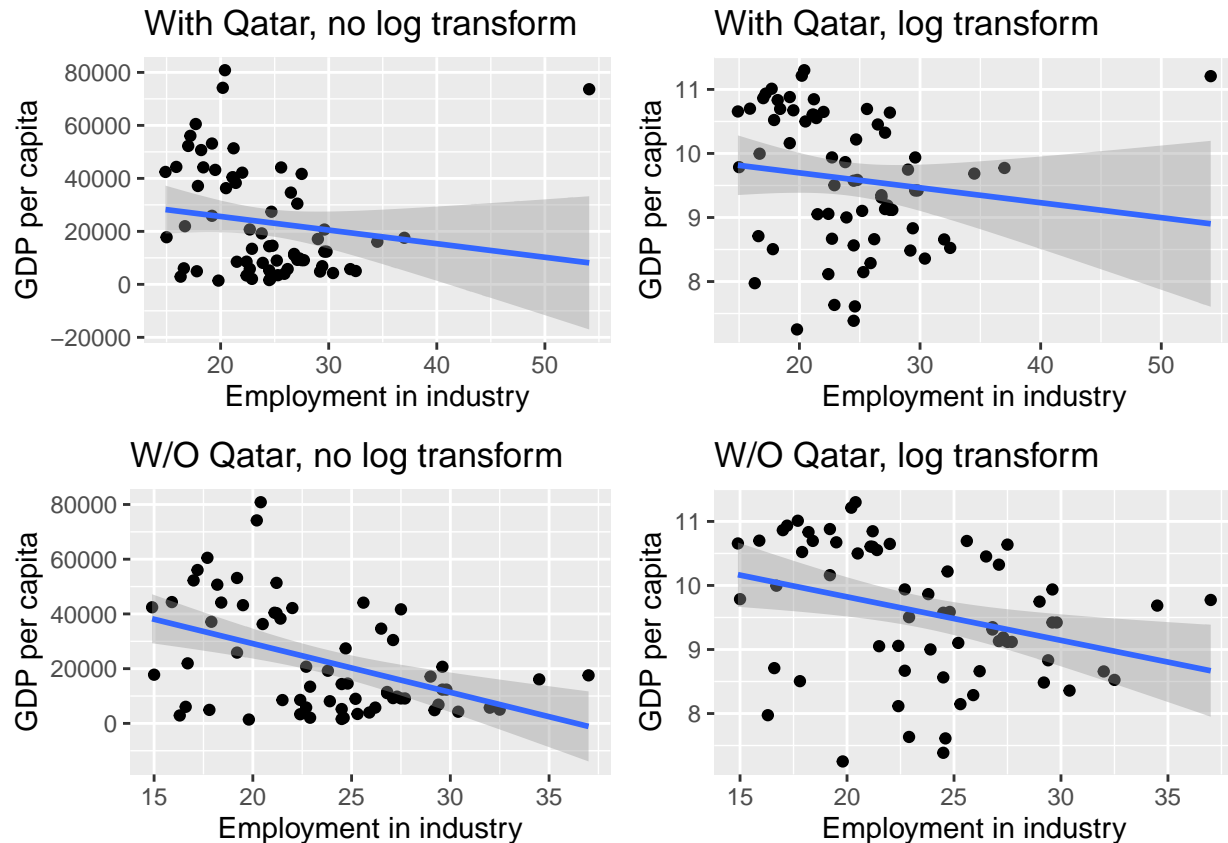 With Qatar, no log transform
80000
60000
40000
20000
0
−20000
20 30 40 50
GDP per capita
Employment in industry
With Qatar, log transform
11
10
9
8
20 30 40 50
GDP per capita
Employment in industry
W/O Qatar, no log transform
80000
60000
40000
20000
0
15 20 25 30 35
GDP per capita
Employment in industry
W/O Qatar, log transform
11
10
9
8
15 20 25 30 35
GDP per capita
Employment in industry